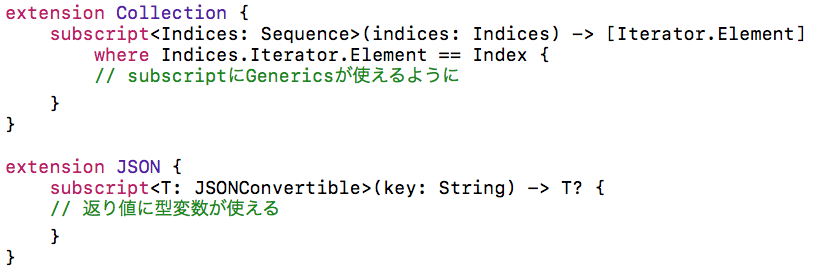 extension Collection {
    subscript<Indices: Sequence>(indices: Indices) -> [Iterator.Element]
        where Indices.Iterator.Element == Index {
        // subscriptにGenericsが使えるように
    }
}
extension JSON {
    subscript<T: JSONConvertible>(key: String) -> T? {
    // 返り値に型変数が使える
    }
}